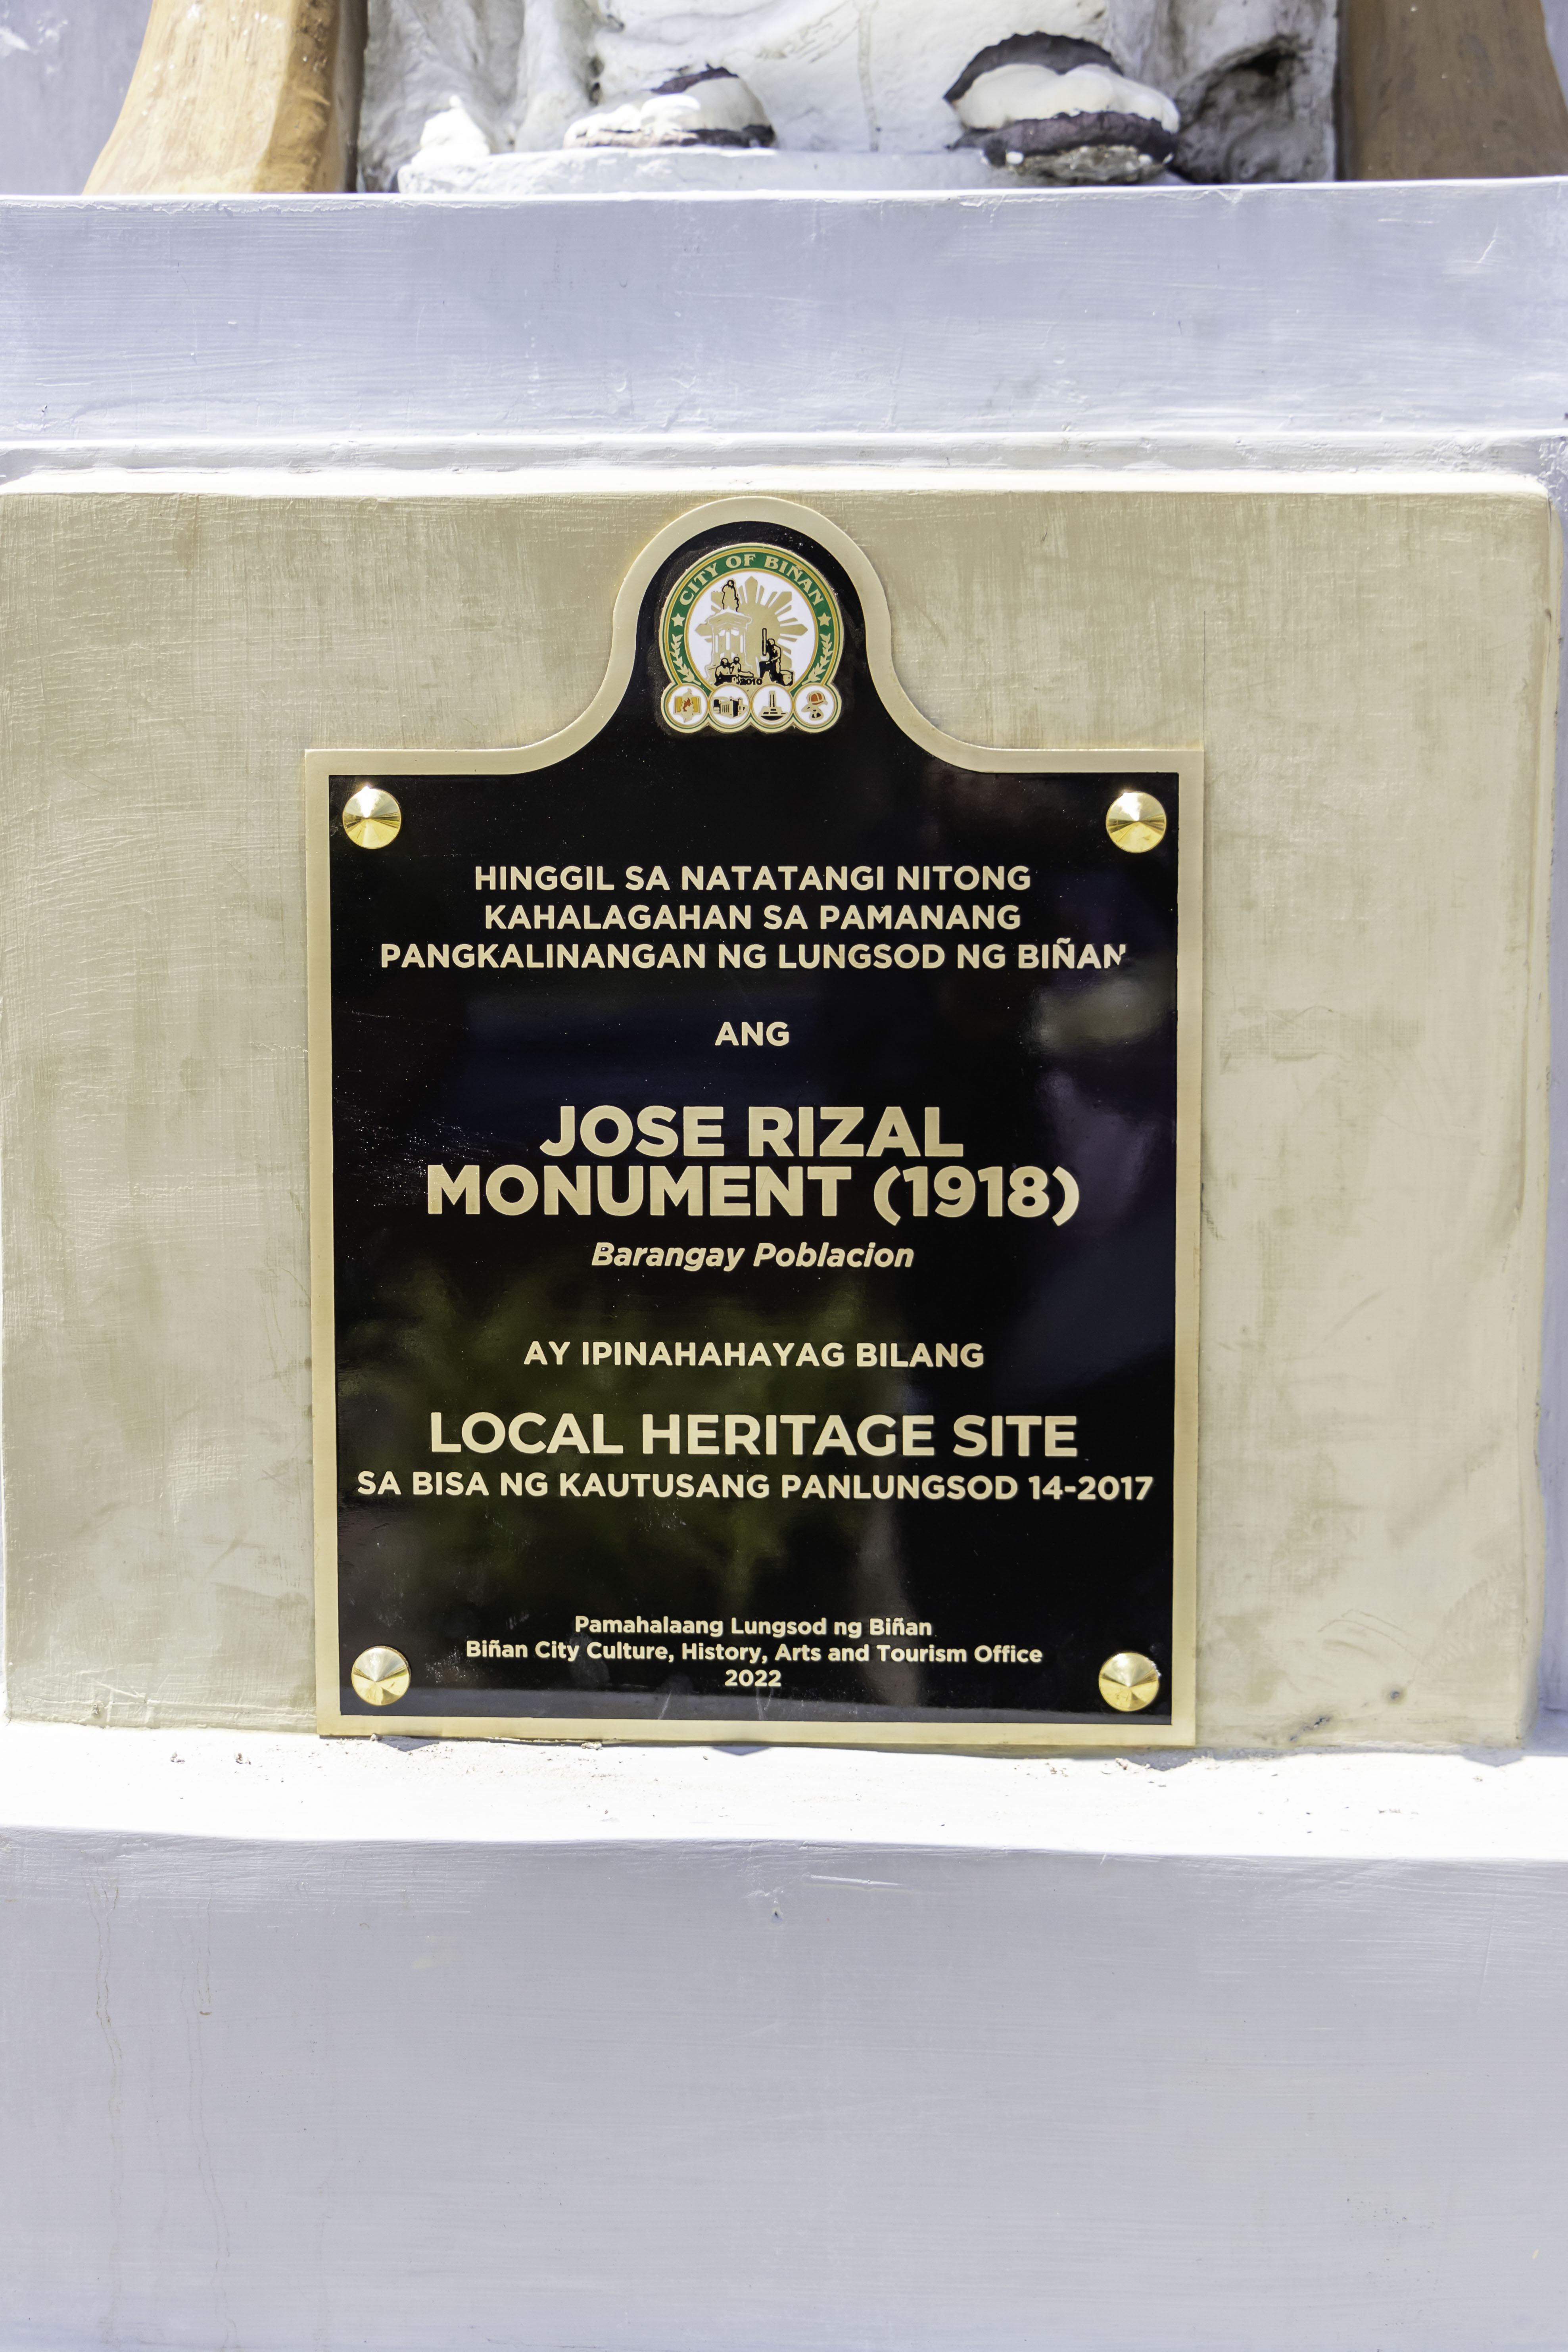 CITY OF BIÑAN
2010
HINGGIL SA NATATANGI NITONG
KAHALAGAHAN SA PAMANANG
PANGKALINANGAN NG LUNGSOD NG BIÑAN
ANG
JOSE RIZAL
MONUMENT (1918)
Barangay Poblacion
AY IPINAHAHAYAG BILANG
LOCAL HERITAGE SITE
SA BISA NG KAUTUSANG PANLUNGSOD 14-2017
Pamahalaang Lungsod ng Biñan
Biñan City Culture, History, Arts and Tourism Office
2022